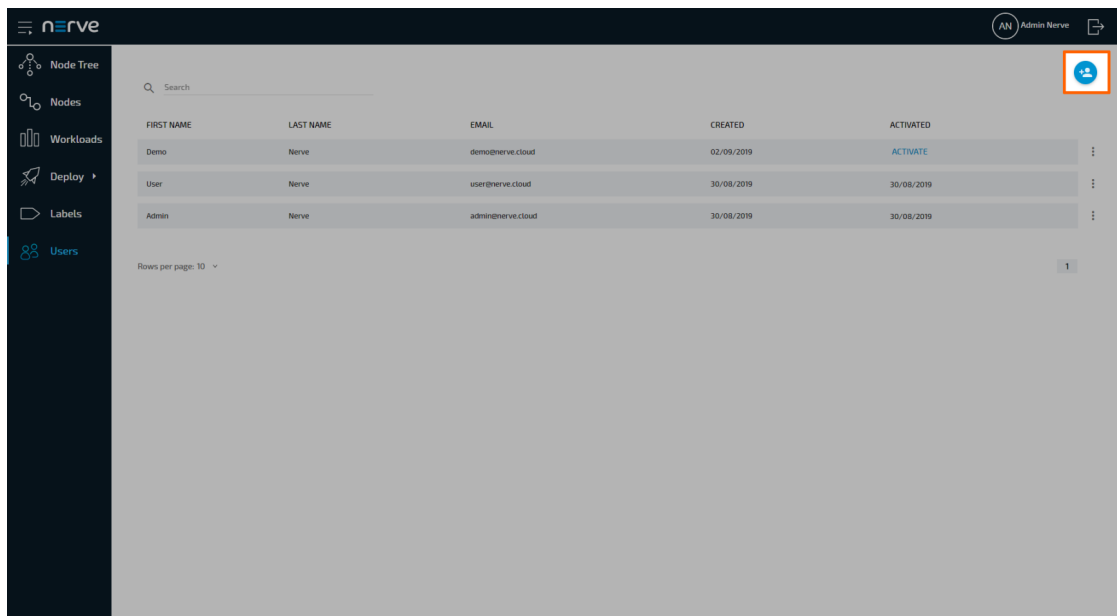 nerve
AN Admin Nerve
Node Tree
Nodes
Workloads
Deploy
Labels
Users
Search
FIRST NAME LAST NAME EMAIL CREATED ACTIVATED
Demo Nerve demo@nerve.cloud 02/09/2019 ACTIVATE
User Nerve user@nerve.cloud 30/08/2019 30/08/2019
Admin Nerve admin@nerve.cloud 30/08/2019 30/08/2019
Rows per page: 10 1